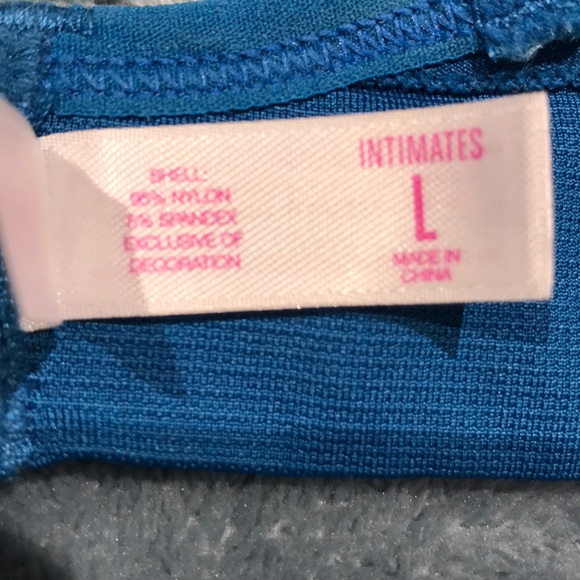 SHELL:
95% NYLON
5% SPANDEX
EXCLUSIVE OF
DECORATION
INTIMATES
L
MADE IN
CHINA